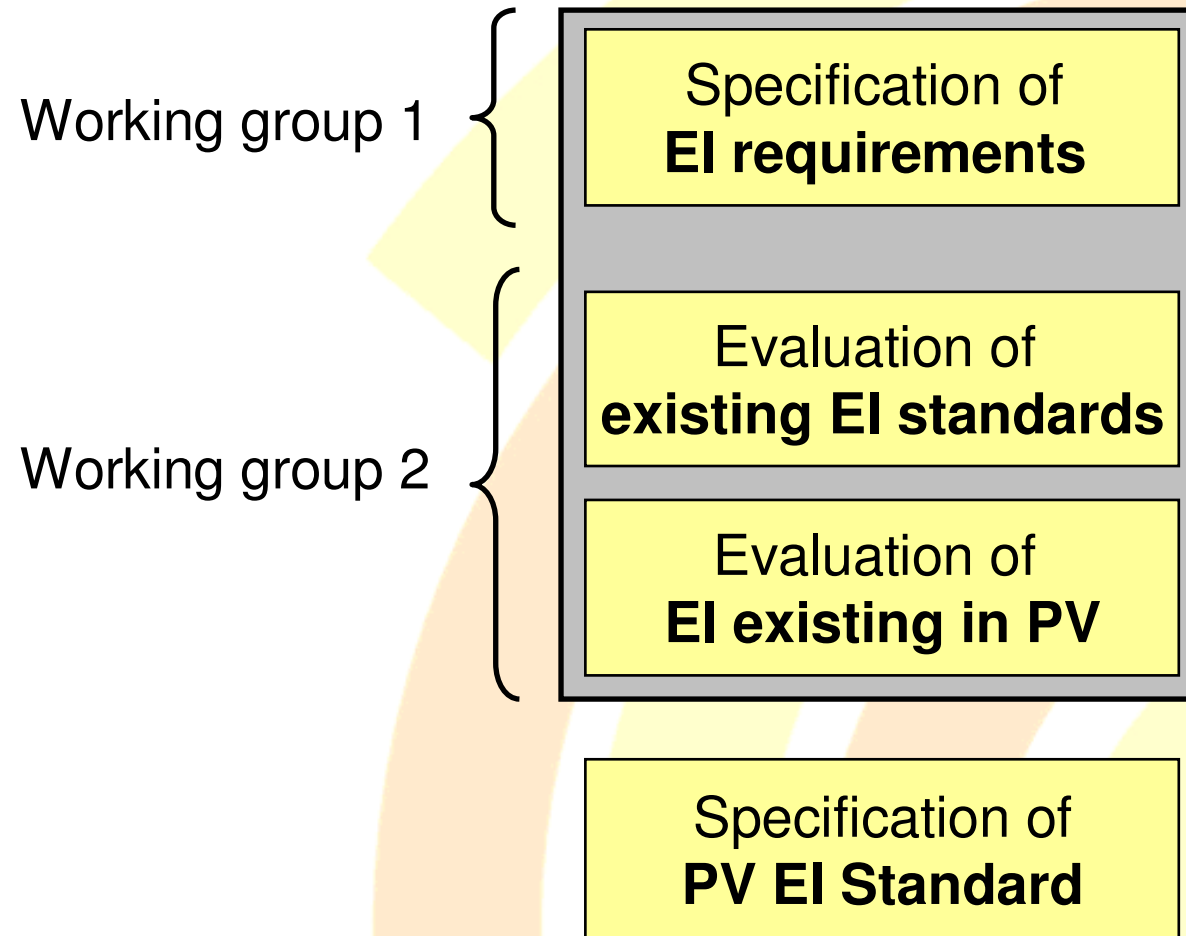 Working group 1
Specification of
EI requirements
Working group 2
Evaluation of
existing EI standards
Evaluation of
EI existing in PV
Specification of
PV EI Standard